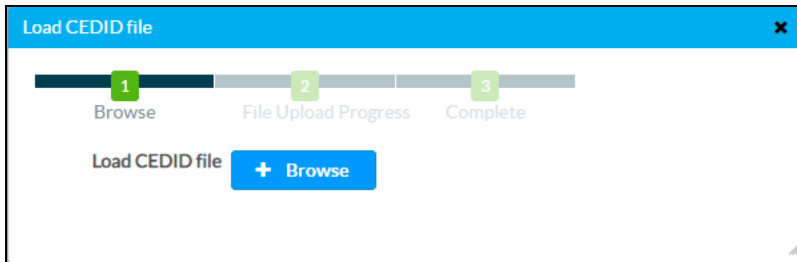 Load CEDID file
1 2 3
Browse File Upload Progress Complete
Load CEDID file + Browse